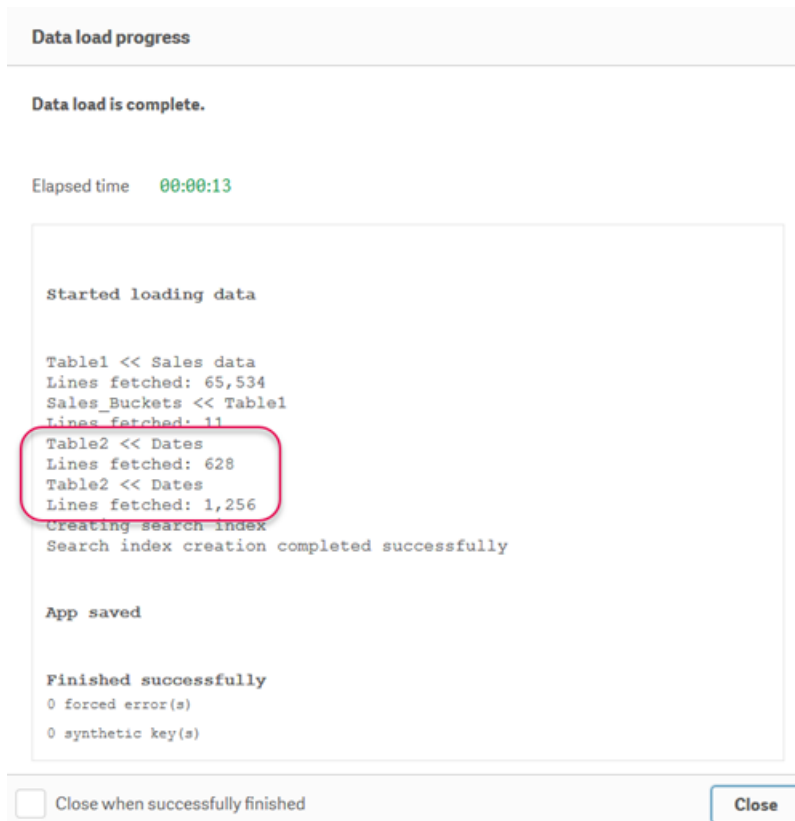 Data load progress
Data load is complete.
Elapsed time 00:00:13
Started loading data
Table1 << Sales data
Lines fetched: 65,534
Sales_Buckets << Table1
Lines fetched: 11
Table2 << Dates
Lines fetched: 628
Table2 << Dates
Lines fetched: 1,256
Creating search index
Search index creation completed successfully
App saved
Finished successfully
0 forced error(s)
0 synthetic key(s)
Close when successfully finished
Close